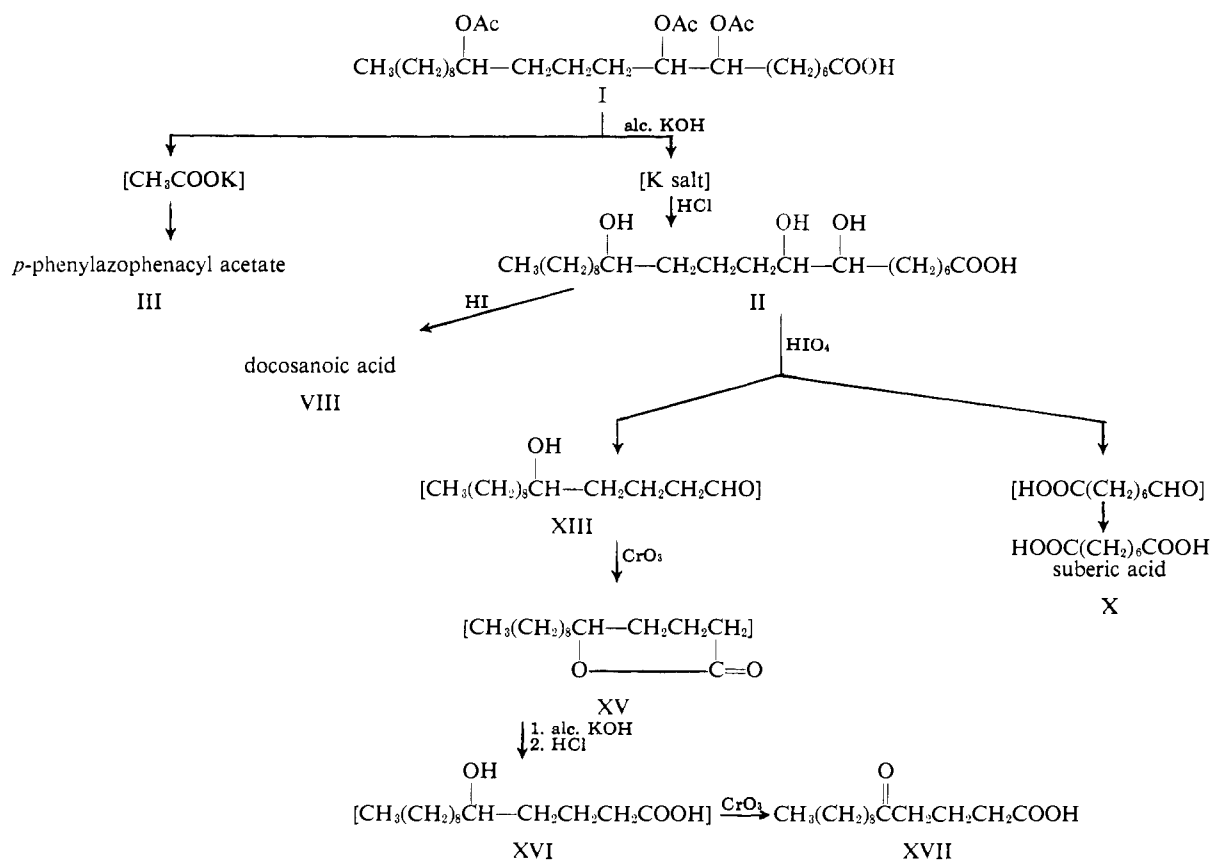 OAc OAc OAc
CH₃(CH₂)₈CH—CH₂CH₂CH₂—CH—CH—(CH₂)₆COOH
I
alc. KOH
[CH₃COOK] [K salt]
HCl
OH OH OH
p-phenylazophenacyl acetate CH₃(CH₂)₈CH—CH₂CH₂CH₂CH—CH—(CH₂)₆COOH
III II
HI
HIO₄
docosanoic acid
VIII
OH
[CH₃(CH₂)₈CH—CH₂CH₂CH₂CHO] [HOOC(CH₂)₆CHO]
XIII
HOOC(CH₂)₆COOH
CrO₃ suberic acid
X
[CH₃(CH₂)₈CH—CH₂CH₂CH₂]
O C=O
XV
1. alc. KOH
2. HCl
OH O
[CH₃(CH₂)₈CH—CH₂CH₂CH₂COOH] CrO₃ CH₃(CH₂)₈CCH₂CH₂CH₂COOH
XVI XVII